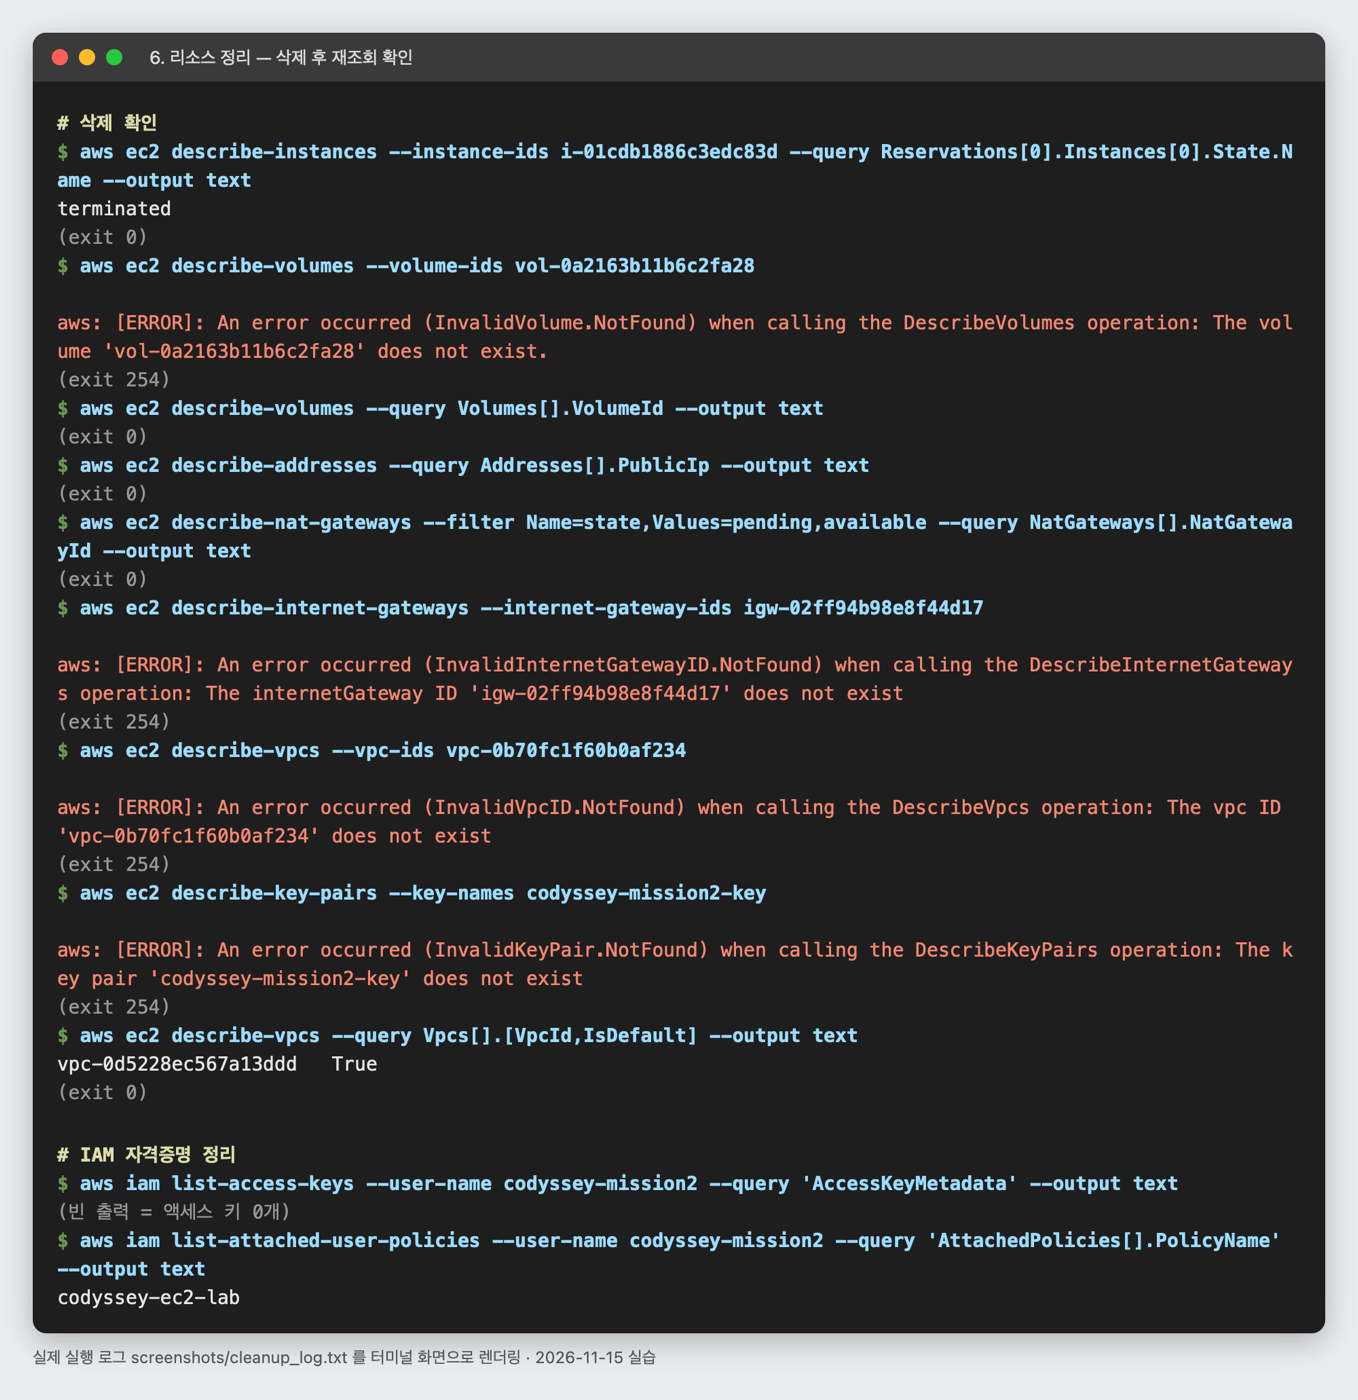 6. 리소스 정리 — 삭제 후 재조회 확인
# 삭제 확인
$ aws ec2 describe-instances --instance-ids i-01cdb1886c3edc83d --query Reservations[0].Instances[0].State.N
ame --output text
terminated
(exit 0)
$ aws ec2 describe-volumes --volume-ids vol-0a2163b11b6c2fa28
aws: [ERROR]: An error occurred (InvalidVolume.NotFound) when calling the DescribeVolumes operation: The vol
ume 'vol-0a2163b11b6c2fa28' does not exist.
(exit 254)
$ aws ec2 describe-volumes --query Volumes[].VolumeId --output text
(exit 0)
$ aws ec2 describe-addresses --query Addresses[].PublicIp --output text
(exit 0)
$ aws ec2 describe-nat-gateways --filter Name=state,Values=pending,available --query NatGateways[].NatGatewa
yId --output text
(exit 0)
$ aws ec2 describe-internet-gateways --internet-gateway-ids igw-02ff94b98e8f44d17
aws: [ERROR]: An error occurred (InvalidInternetGatewayID.NotFound) when calling the DescribeInternetGateway
s operation: The internetGateway ID 'igw-02ff94b98e8f44d17' does not exist
(exit 254)
$ aws ec2 describe-vpcs --vpc-ids vpc-0b70fc1f60b0af234
aws: [ERROR]: An error occurred (InvalidVpcID.NotFound) when calling the DescribeVpcs operation: The vpc ID
'vpc-0b70fc1f60b0af234' does not exist
(exit 254)
$ aws ec2 describe-key-pairs --key-names codyssey-mission2-key
aws: [ERROR]: An error occurred (InvalidKeyPair.NotFound) when calling the DescribeKeyPairs operation: The k
ey pair 'codyssey-mission2-key' does not exist
(exit 254)
$ aws ec2 describe-vpcs --query Vpcs[].[VpcId,IsDefault] --output text
vpc-0d5228ec567a13ddd   True
(exit 0)
# IAM 자격증명 정리
$ aws iam list-access-keys --user-name codyssey-mission2 --query 'AccessKeyMetadata' --output text
(빈 출력 = 액세스 키 0개)
$ aws iam list-attached-user-policies --user-name codyssey-mission2 --query 'AttachedPolicies[].PolicyName'
--output text
codyssey-ec2-lab
실제 실행 로그 screenshots/cleanup_log.txt 를 터미널 화면으로 렌더링 · 2026-11-15 실습